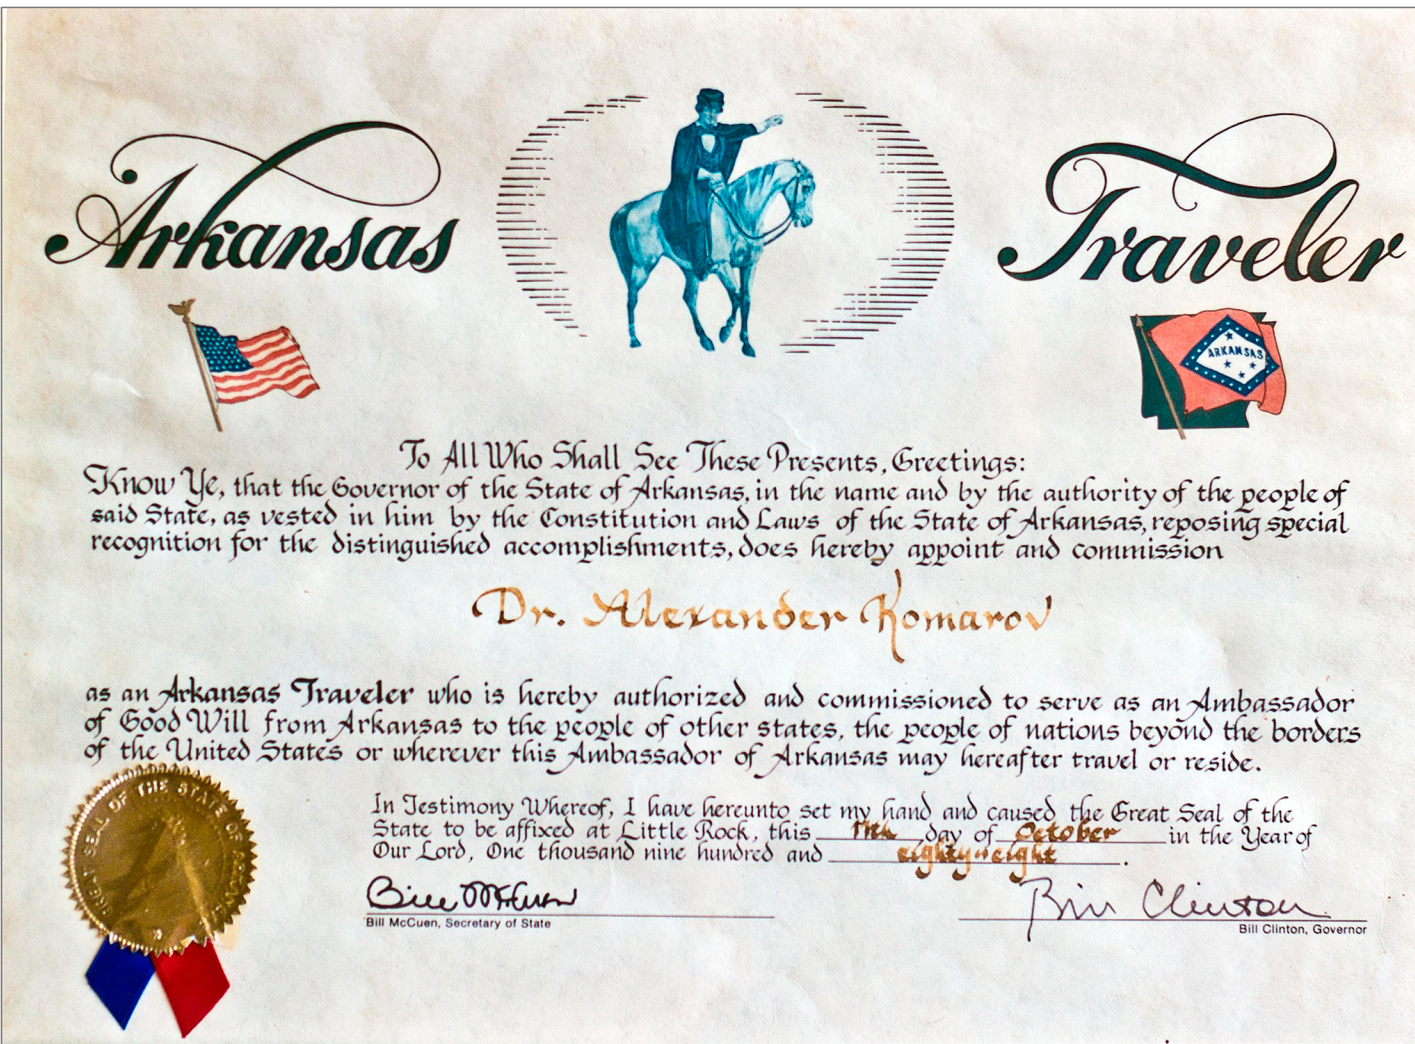 Arkansas Traveler
ARKANSAS
To All Who Shall See These Presents, Greetings:
Know Ye, that the Governor of the State of Arkansas, in the name and by the authority of the people of
said State, as vested in him by the Constitution and Laws of the State of Arkansas, reposing special
recognition for the distinguished accomplishments, does hereby appoint and commission
Dr. Alexander Komarov
as an Arkansas Traveler who is hereby authorized and commissioned to serve as an Ambassador
of Good Will from Arkansas to the people of other states, the people of nations beyond the borders
of the United States or wherever this Ambassador of Arkansas may hereafter travel or reside.
In Testimony Whereof, I have hereunto set my hand and caused the Great Seal of the
State to be affixed at Little Rock, this day of October in the Year of
Our Lord, One thousand nine hundred and eighty-eight.
SEAL OF THE STATE OF
Bill McCuen Bill Clinton
Bill McCuen, Secretary of State
Bill Clinton, Governor